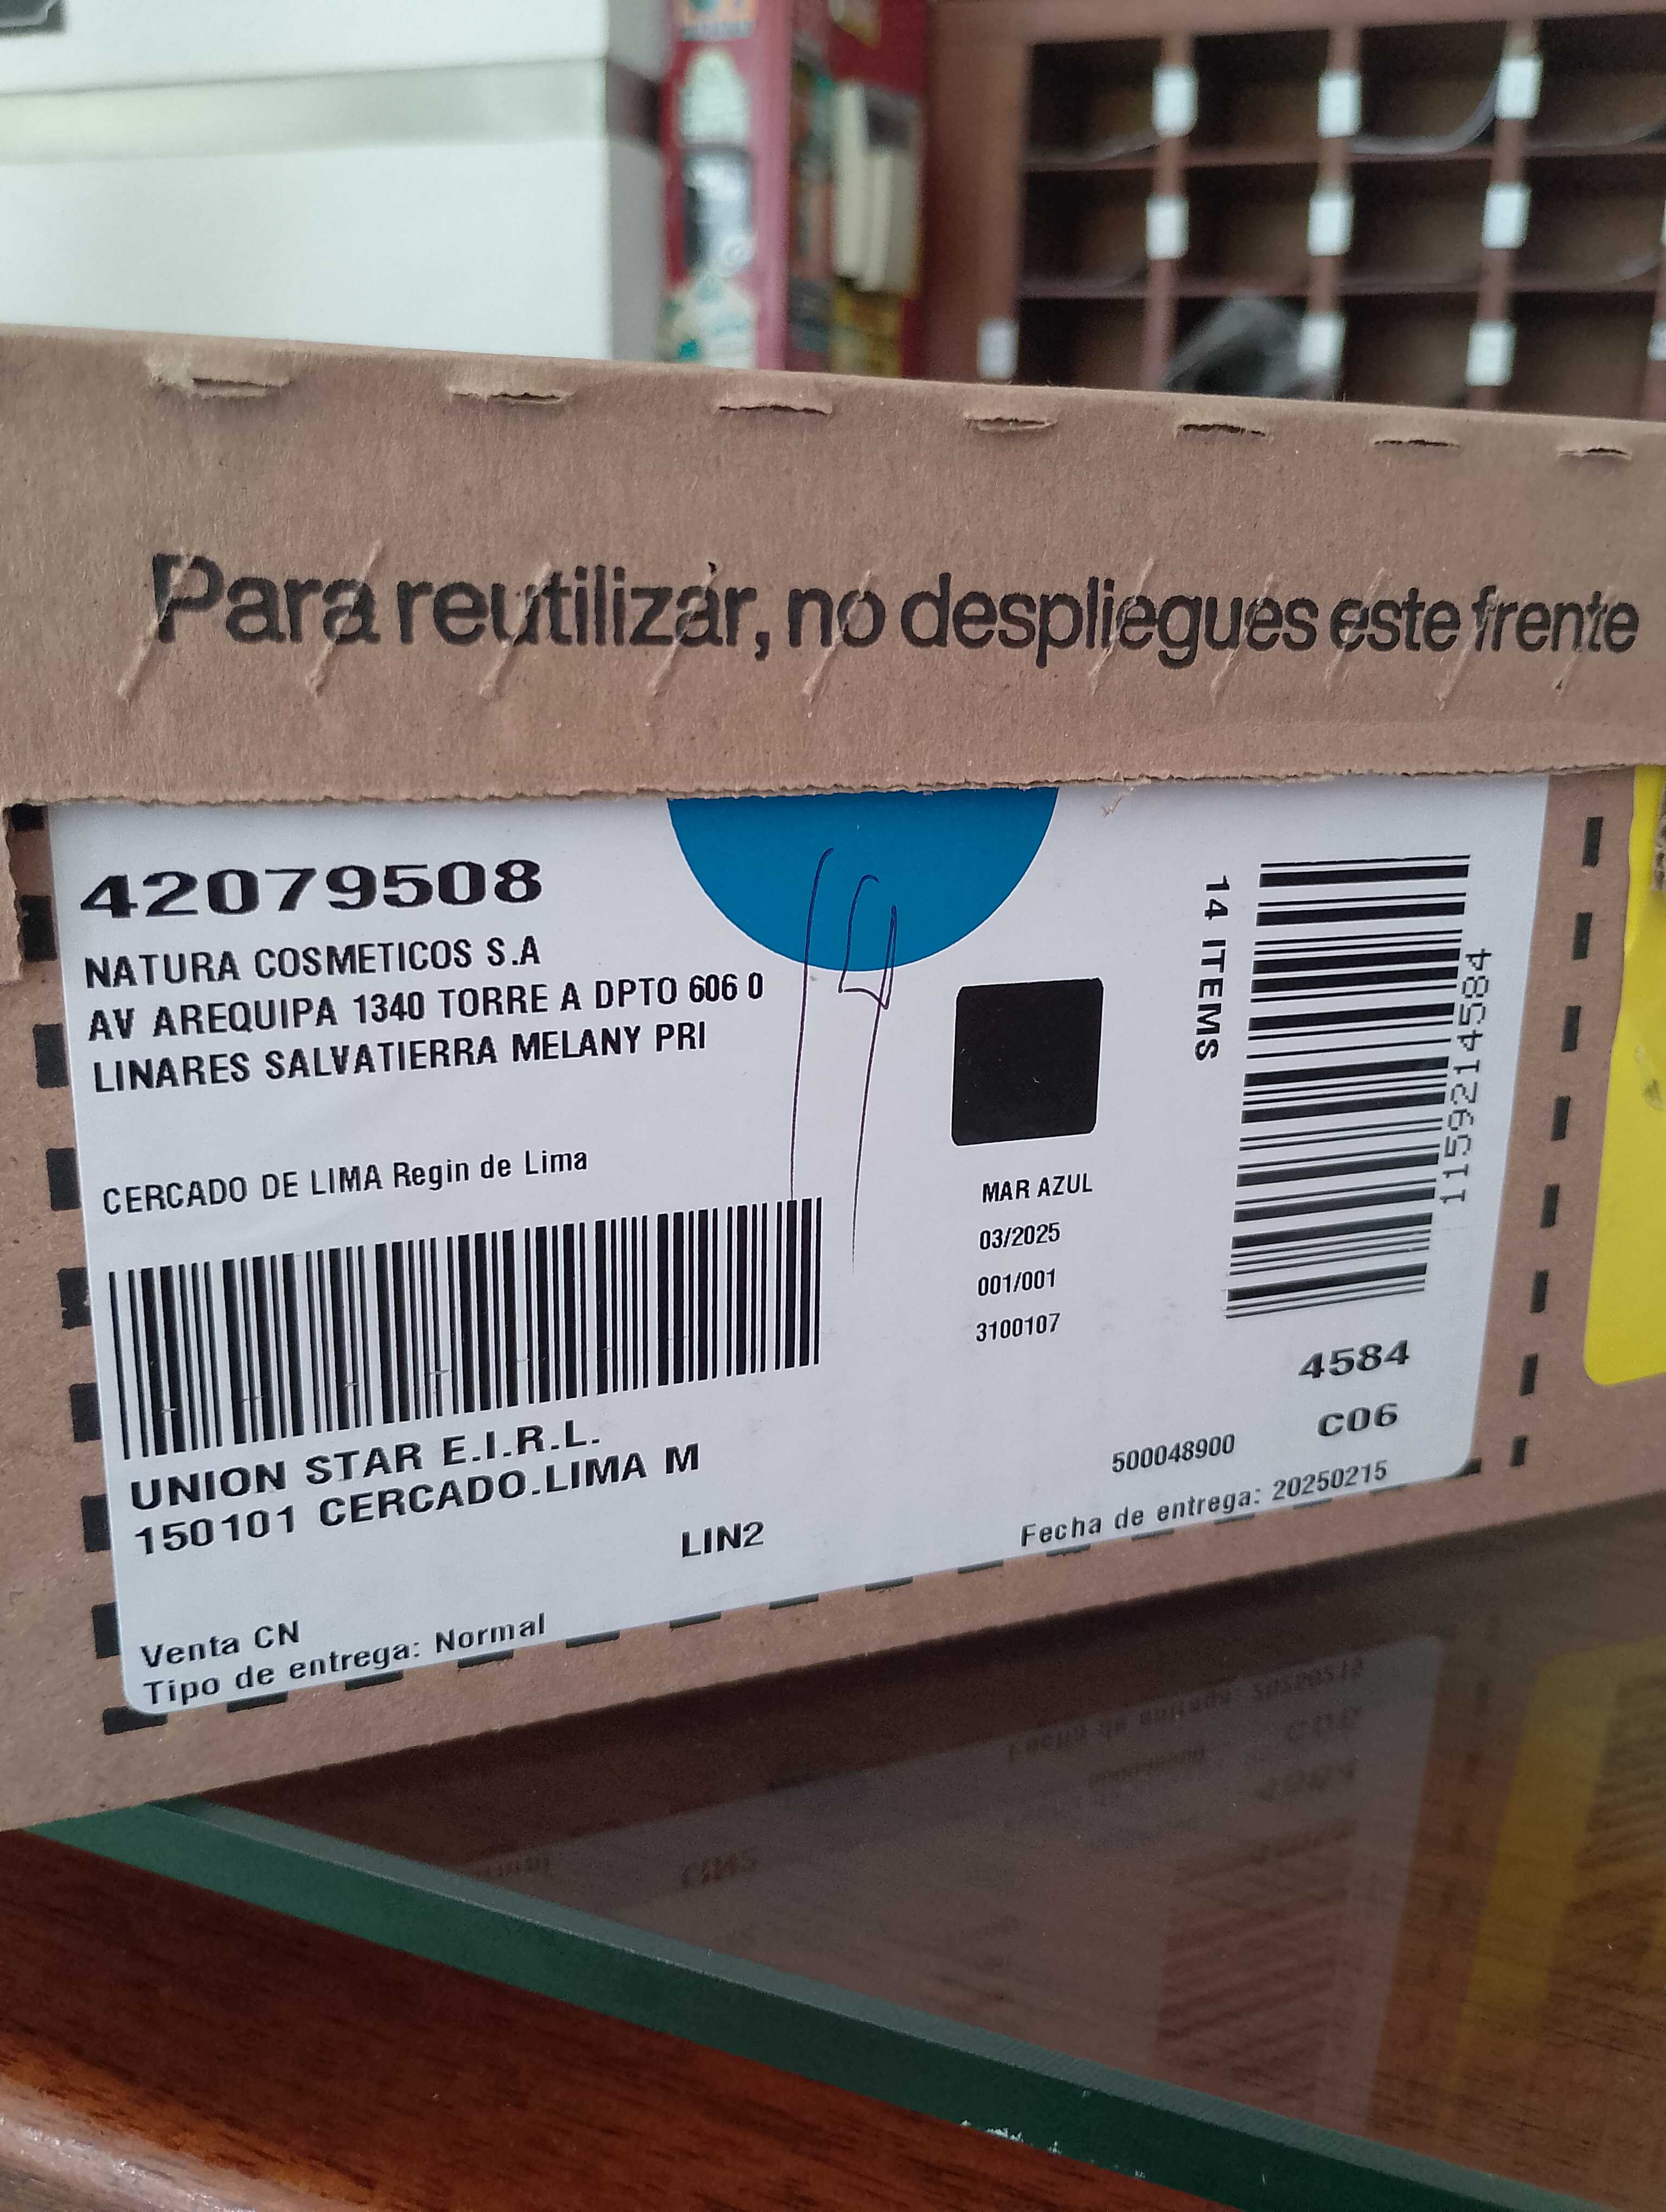 Para reutilizar, no despliegues este frente
42079508
NATURA COSMETICOS S.A
AV AREQUIPA 1340 TORRE A DPTO 606 0
LINARES SALVATIERRA MELANY PRI
CERCADO DE LIMA Regin de Lima
UNION STAR E.I.R.L.
150101 CERCADO.LIMA M
LIN2
Venta CN
Tipo de entrega: Normal
MAR AZUL
03/2025
001/001
3100107
14 ITEMS
1159214584
4584
C06
500048900
Fecha de entrega: 20250215